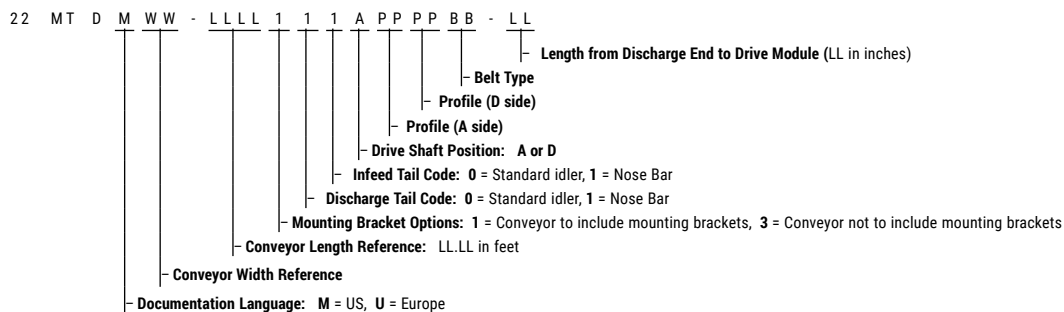 22 MT D M WW - LLLL 1 1 1 A PP PP BB - LL
Length from Discharge End to Drive Module (LL in inches)
Belt Type
Profile (D side)
Profile (A side)
Drive Shaft Position: A or D
Infeed Tail Code: 0 = Standard idler, 1 = Nose Bar
Discharge Tail Code: 0 = Standard idler, 1 = Nose Bar
Mounting Bracket Options: 1 = Conveyor to include mounting brackets, 3 = Conveyor not to include mounting brackets
Conveyor Length Reference: LL.LL in feet
Conveyor Width Reference
Documentation Language: M = US, U = Europe